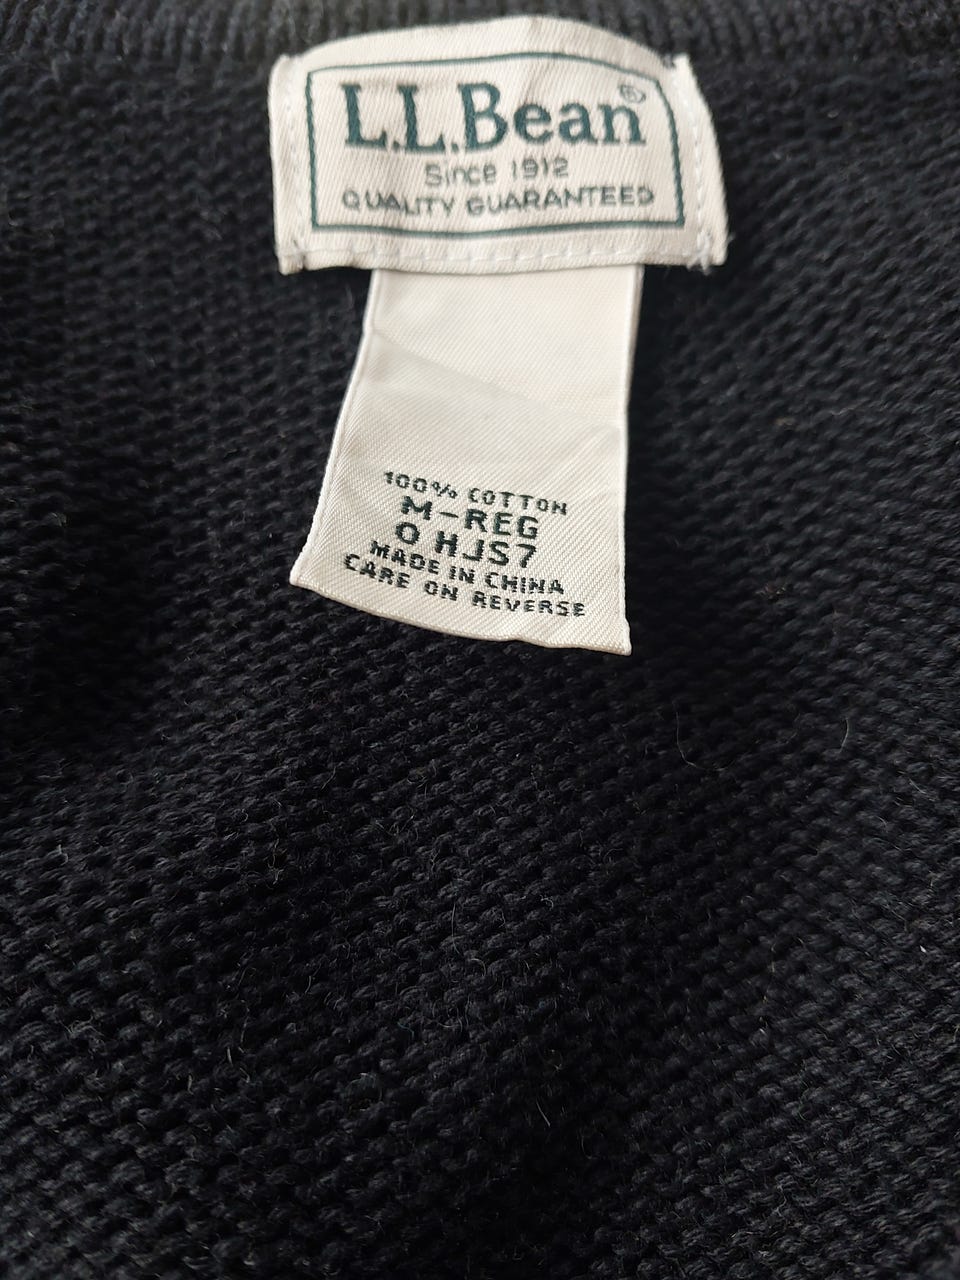 L.L.Bean®
Since 1912
QUALITY GUARANTEED
100% COTTON
M-REG
0 HJS7
MADE IN CHINA
CARE ON REVERSE